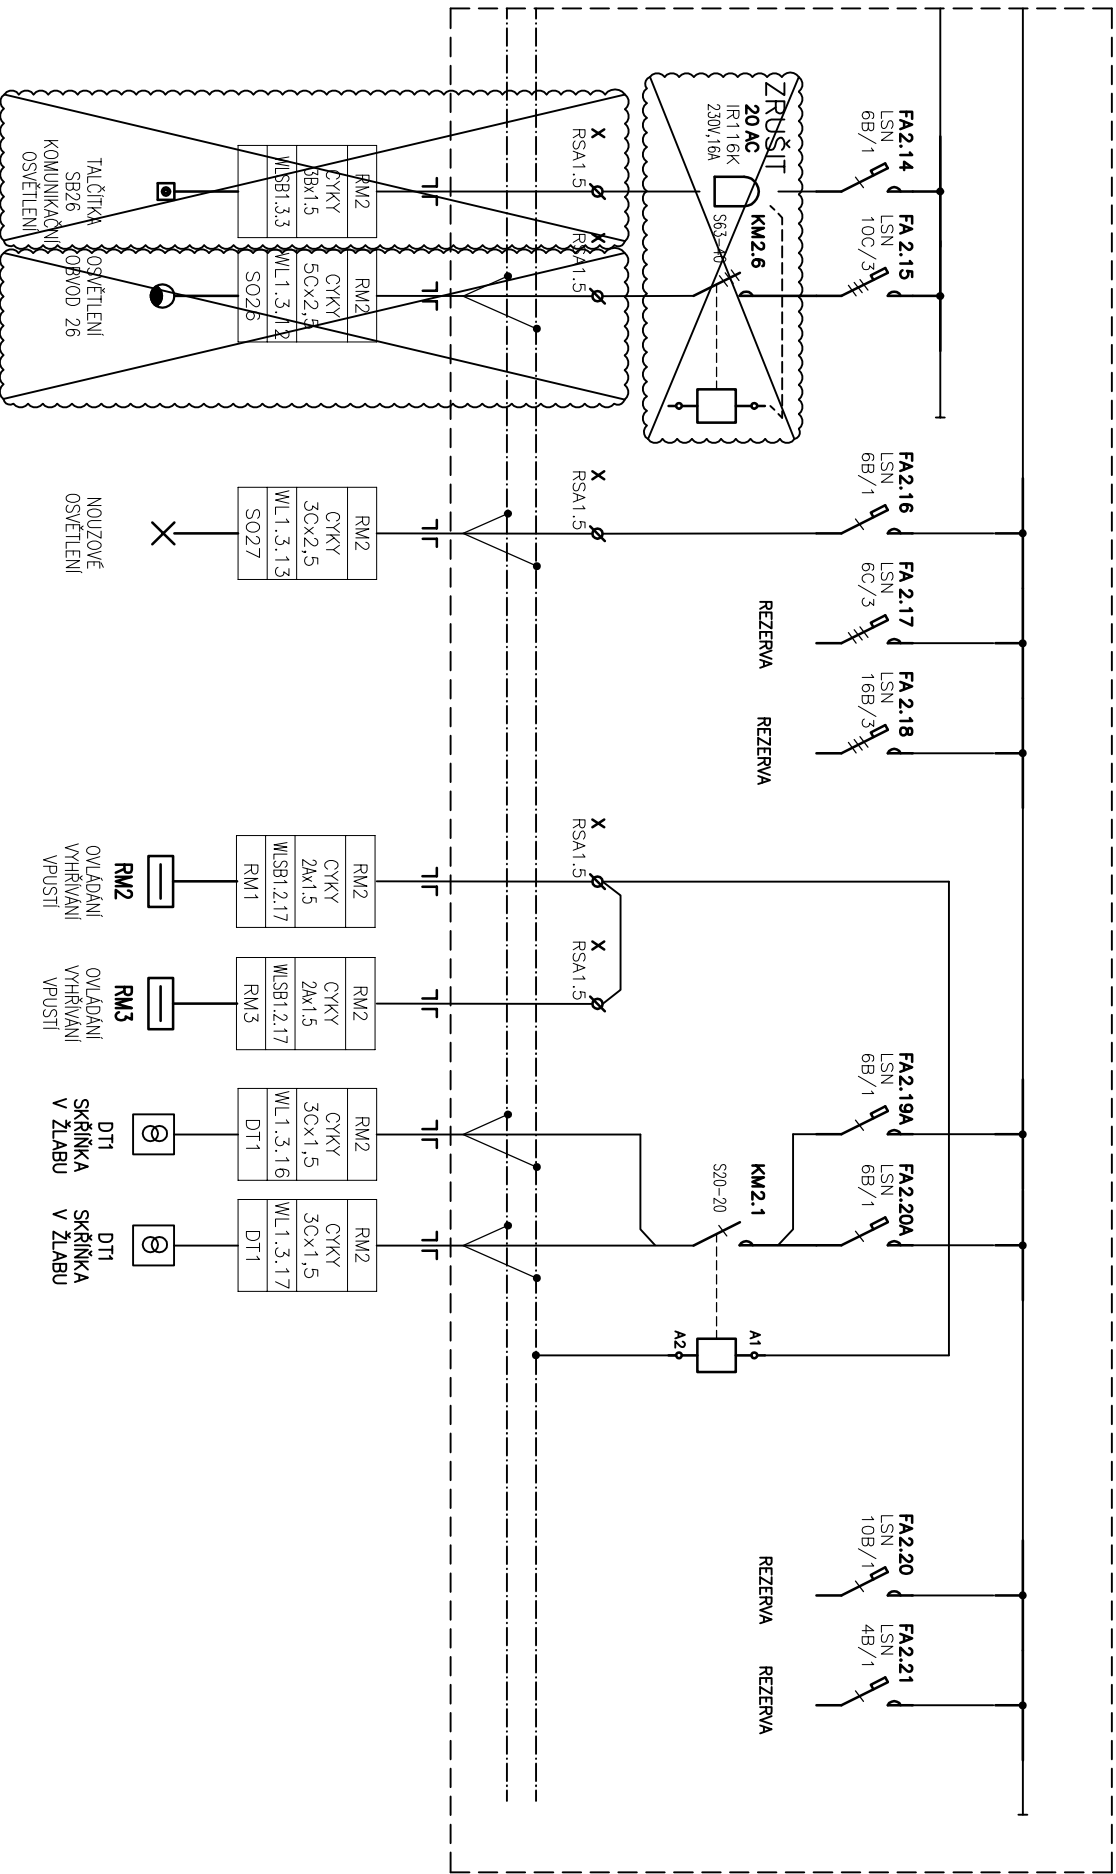 FA2.14
LSN
6B/1
FA 2.15
LSN
10C/3
FA2.16
LSN
6B/1
FA 2.17
LSN
6C/3
FA 2.18
LSN
16B/3
FA2.19A
LSN
6B/1
FA2.20A
LSN
6B/1
FA2.20
LSN
10B/1
FA2.21
LSN
4B/1
ZRUŠIT
20 AC
IR116K
230V,16A
KM2.6
S63-40
REZERVA
REZERVA
KM2.1
S20-20
A1
A2
REZERVA
REZERVA
X
RSA1.5
X
RSA1.5
X
RSA1.5
X
RSA1.5
X
RSA1.5
RM2
CYKY
3Bx1.5
WLSB1.3.3
RM2
CYKY
5Cx2,5
WL1.3.12
SO26
RM2
CYKY
3Cx2,5
WL1.3.13
SO27
RM2
CYKY
2Ax1.5
WLSB1.2.17
RM1
RM2
CYKY
2Ax1.5
WLSB1.2.17
RM3
RM2
CYKY
3Cx1,5
WL1.3.16
DT1
RM2
CYKY
3Cx1,5
WL1.3.17
DT1
TALČÍTKA
SB26
KOMUNIKAČNÍ
OSVĚTLENÍ
OSVĚTLENÍ
OBVOD 26
NOUZOVÉ
OSVĚTLENÍ
RM2
OVLÁDÁNÍ
VYHŘÍVÁNÍ
VPUSTÍ
RM3
OVLÁDÁNÍ
VYHŘÍVÁNÍ
VPUSTÍ
DT1
SKŘÍŇKA
V ŽLABU
DT1
SKŘÍŇKA
V ŽLABU